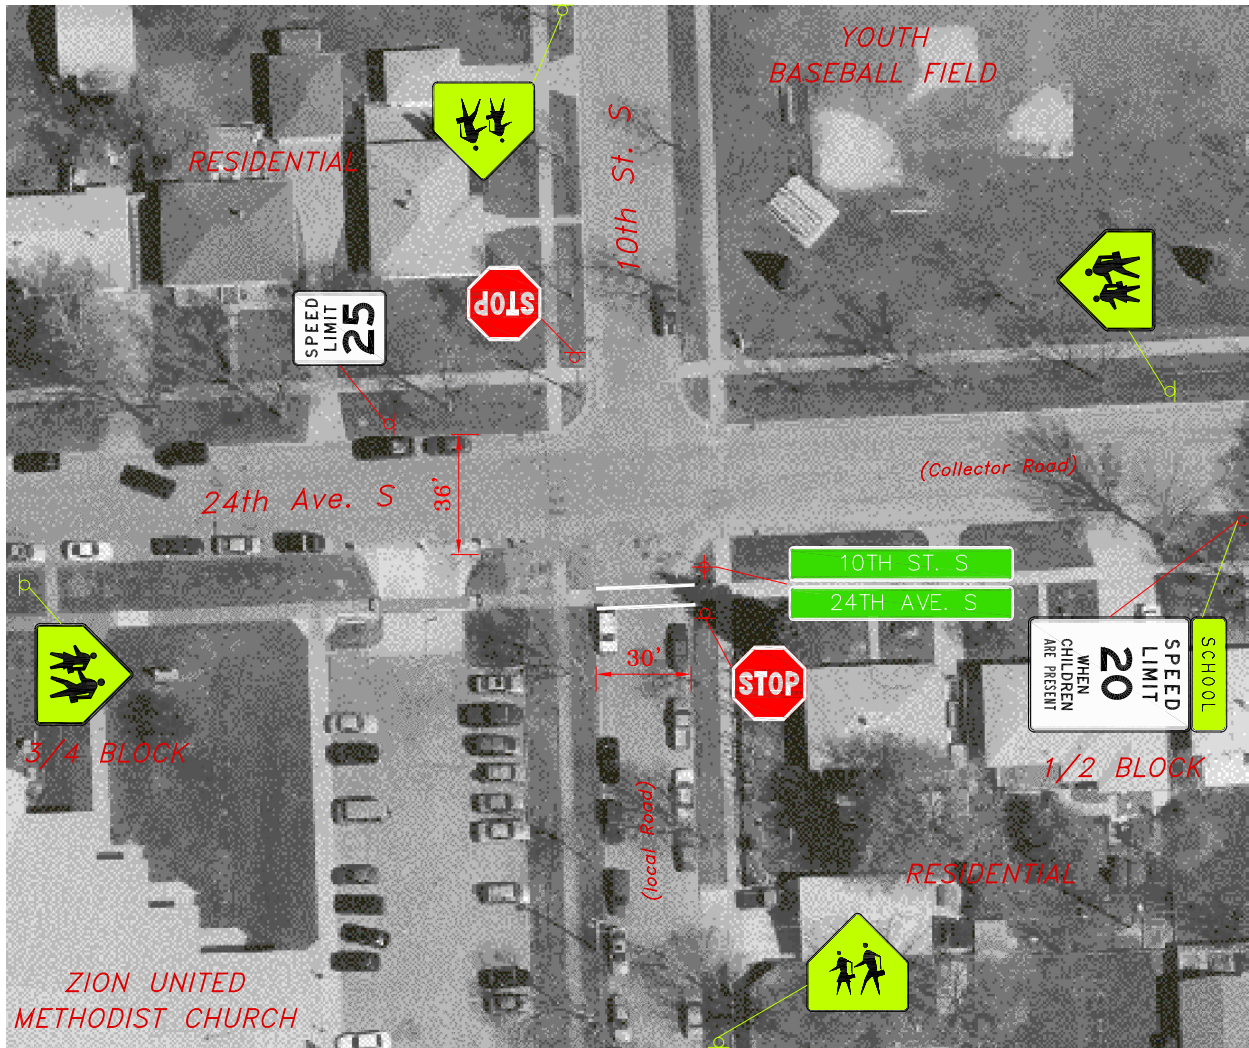 YOUTH
BASEBALL FIELD
RESIDENTIAL
10th St. S
STOP
SPEED
LIMIT
25
(Collector Road)
24th Ave. S
36'
10TH ST. S
24TH AVE. S
30'
STOP
SCHOOL
SPEED
LIMIT
20
WHEN
CHILDREN
ARE PRESENT
3/4 BLOCK
1/2 BLOCK
(local Road)
RESIDENTIAL
ZION UNITED
METHODIST CHURCH